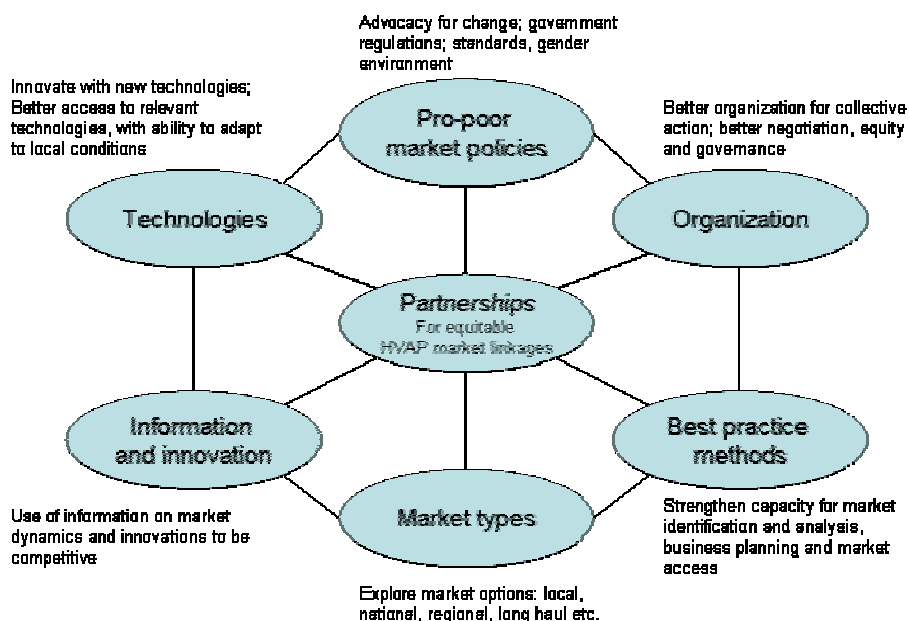 Advocacy for change; government
regulations; standards, gender
environment
Innovate with new technologies;
Better access to relevant
technologies, with ability to adapt
to local conditions
Pro-poor
market policies
Better organization for collective
action; better negotiation, equity
and governance
Technologies
Organization
Partnerships
For equitable
HVAP market linkages
Information
and innovation
Best practice
methods
Use of information on market
dynamics and innovations to be
competitive
Market types
Strengthen capacity for market
identification and analysis,
business planning and market
access
Explore market options: local,
national, regional, long haul etc.